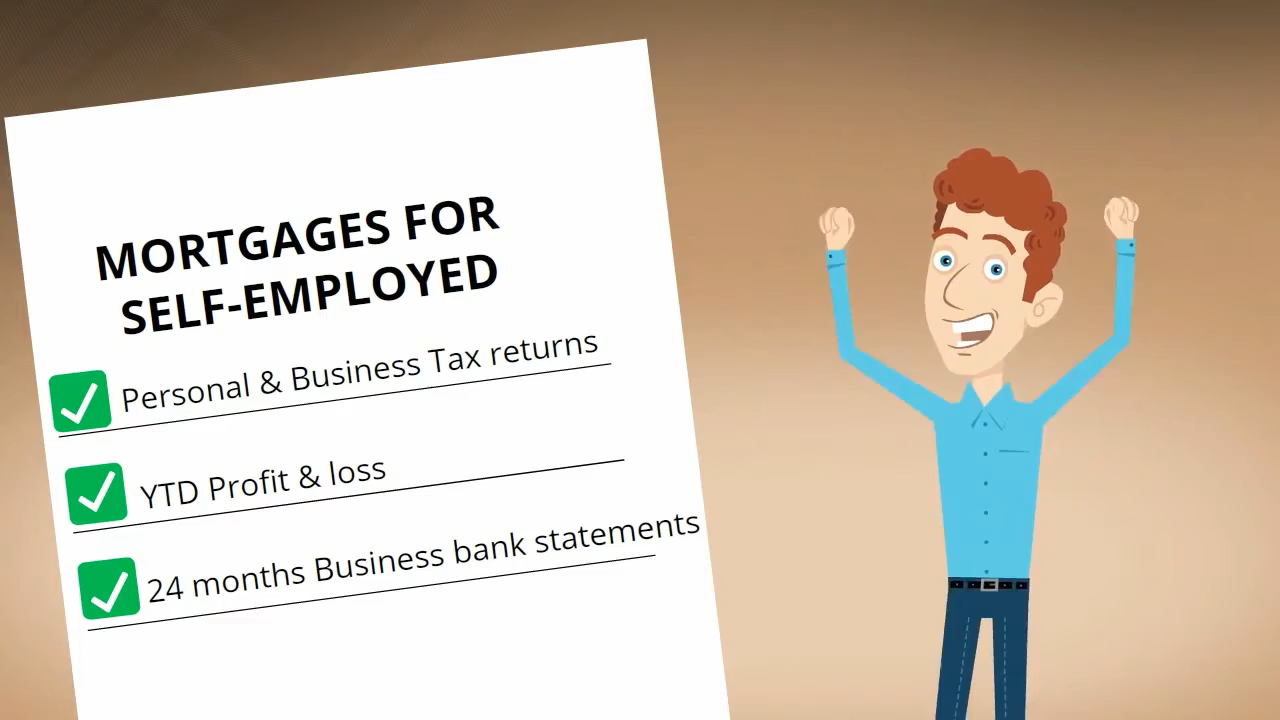 MORTGAGES FOR
SELF-EMPLOYED
Personal & Business Tax returns
YTD Profit & loss
24 months Business bank statements